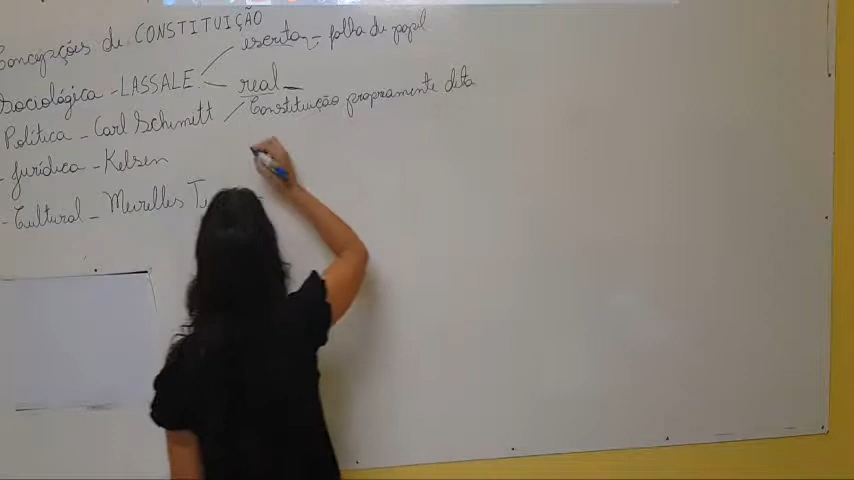 Concepções de CONSTITUIÇÃO
Sociológica - LASSALE
escrita - folha de papel
real -
Política - Carl Schimitt
Constituição propriamente dita
- Jurídica - Kelsen
- Cultural - Meirelles